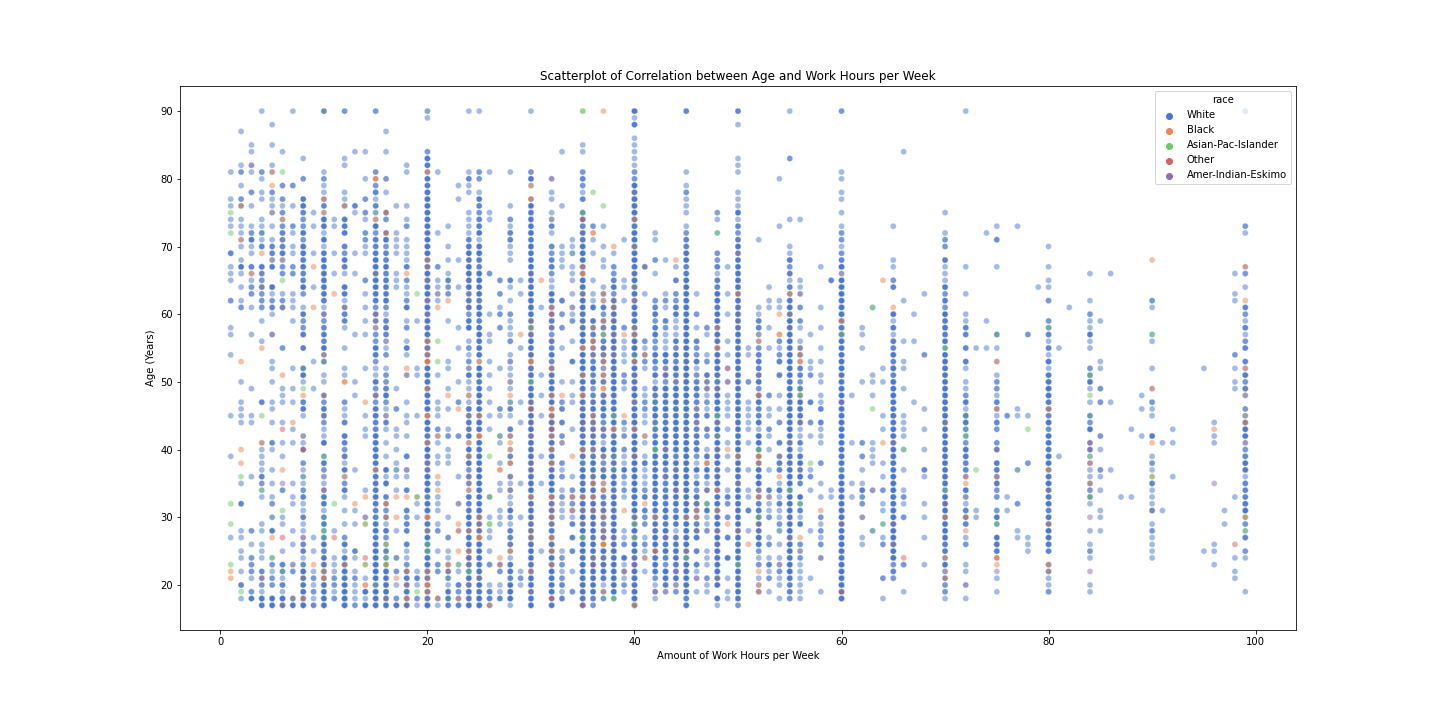 Scatterplot of Correlation between Age and Work Hours per Week
race
White
Black
Asian-Pac-Islander
Other
Amer-Indian-Eskimo
Age (Years)
90
80
70
60
50
40
30
20
0 20 40 60 80 100
Amount of Work Hours per Week